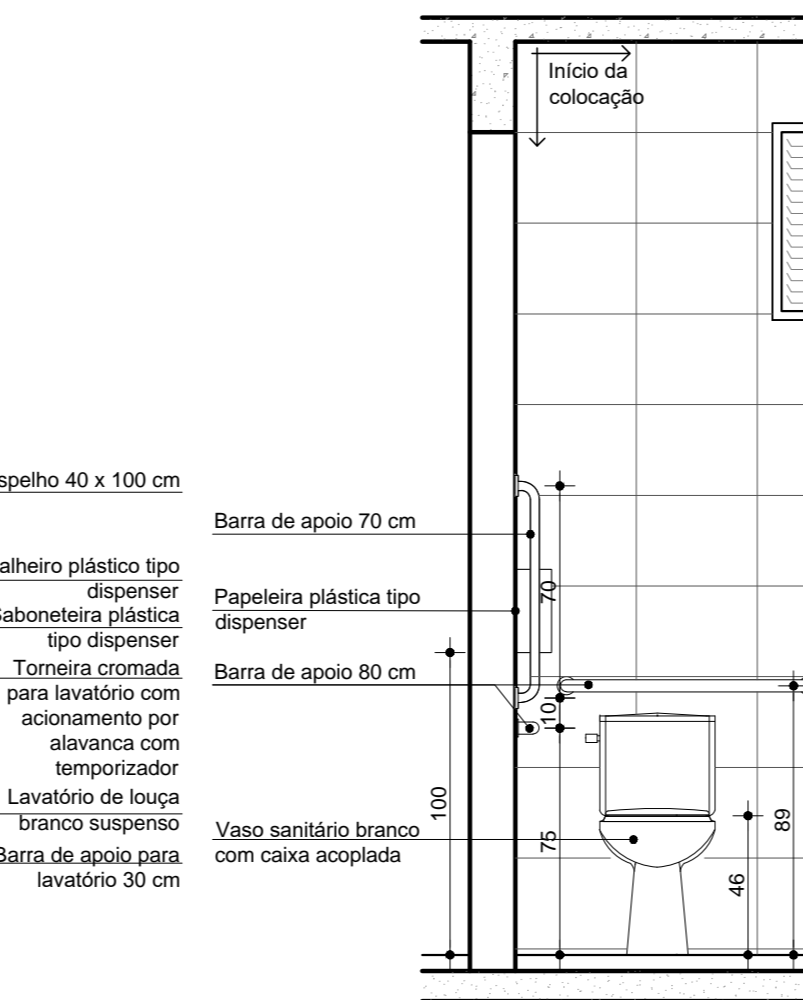 Início da
colocação
spelho 40 x 100 cm
alheiro plástico tipo
dispenser
Saboneteira plástica
tipo dispenser
Torneira cromada
para lavatório com
acionamento por
alavanca com
temporizador
Lavatório de louça
branco suspenso
Barra de apoio para
lavatório 30 cm
Barra de apoio 70 cm
Papeleira plástica tipo
dispenser
Barra de apoio 80 cm
Vaso sanitário branco
com caixa acoplada
100
70
10
75
46
89